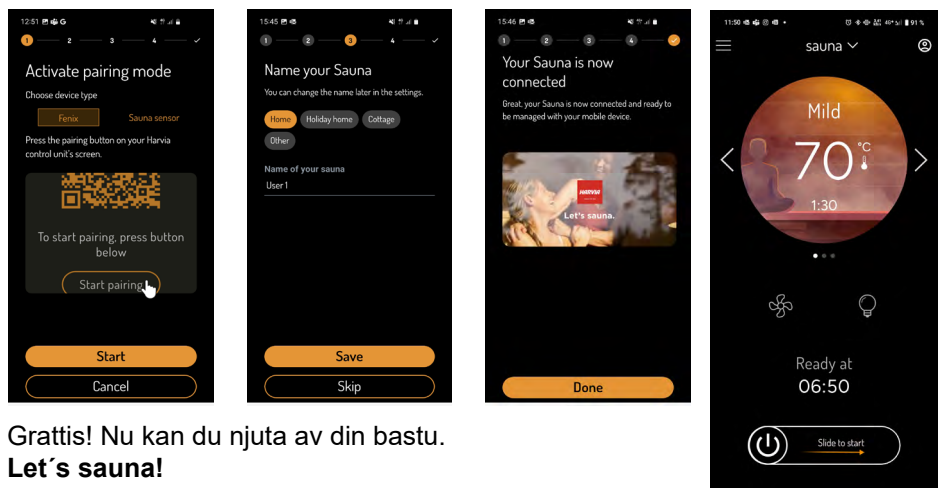 12:51 G
1 2 3 4
Activate pairing mode
Choose device type
Fenix Sauna sensor
Press the pairing button on your Harvia
control unit's screen.
To start pairing, press button
below
Start pairing
Start
Cancel
15:45
1 2 3 4
Name your Sauna
You can change the name later in the settings.
Home Holiday home Cottage
Other
Name of your sauna
User 1
Save
Skip
15:46
1 2 3 4
Your Sauna is now
connected
Great, your Sauna is now connected and ready to
be managed with your mobile device.
HARVIA
Let's sauna.
Done
11:50 91 %
sauna
Mild
70 °C
1:30
Ready at
06:50
Slide to start
Grattis! Nu kan du njuta av din bastu.
Let´s sauna!